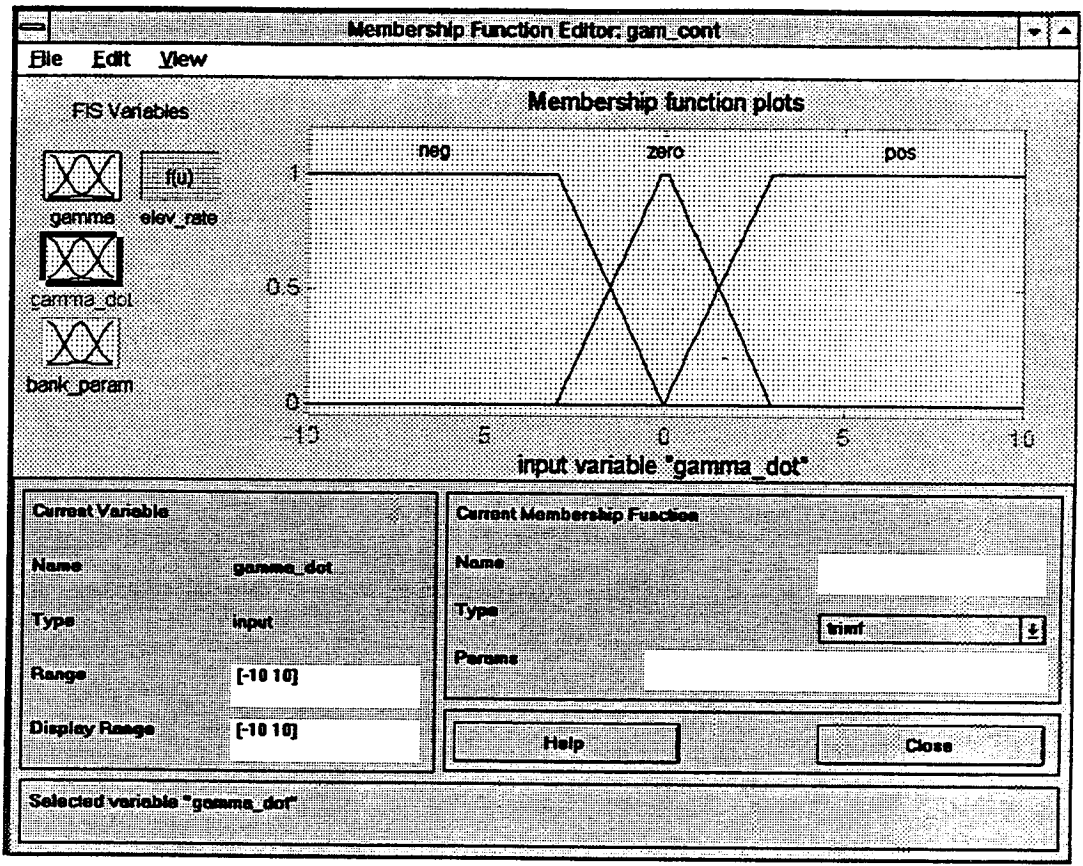 Membership Function Editor: gam_cont
File Edit View
FIS Variables
f(u)
gamma elev_rate
gamma_dot
bank_param
Membership function plots
neg zero pos
1
0.5
0
-10 5 0 5 10
input variable "gamma_dot"
Current Variable
Name gamma_dot
Type input
Range [-10 10]
Display Range [-10 10]
Current Membership Function
Name
Type trimf
Params
Help Close
Selected variable "gamma_dot"